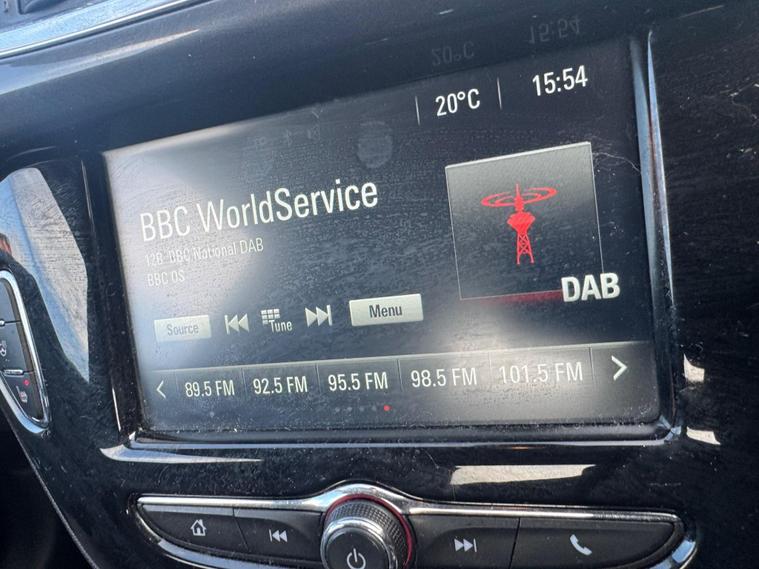 20°C 15:54
BBC WorldService
12B BBC National DAB
BBC OS
DAB
Source Tune Menu
89.5 FM 92.5 FM 95.5 FM 98.5 FM 101.5 FM